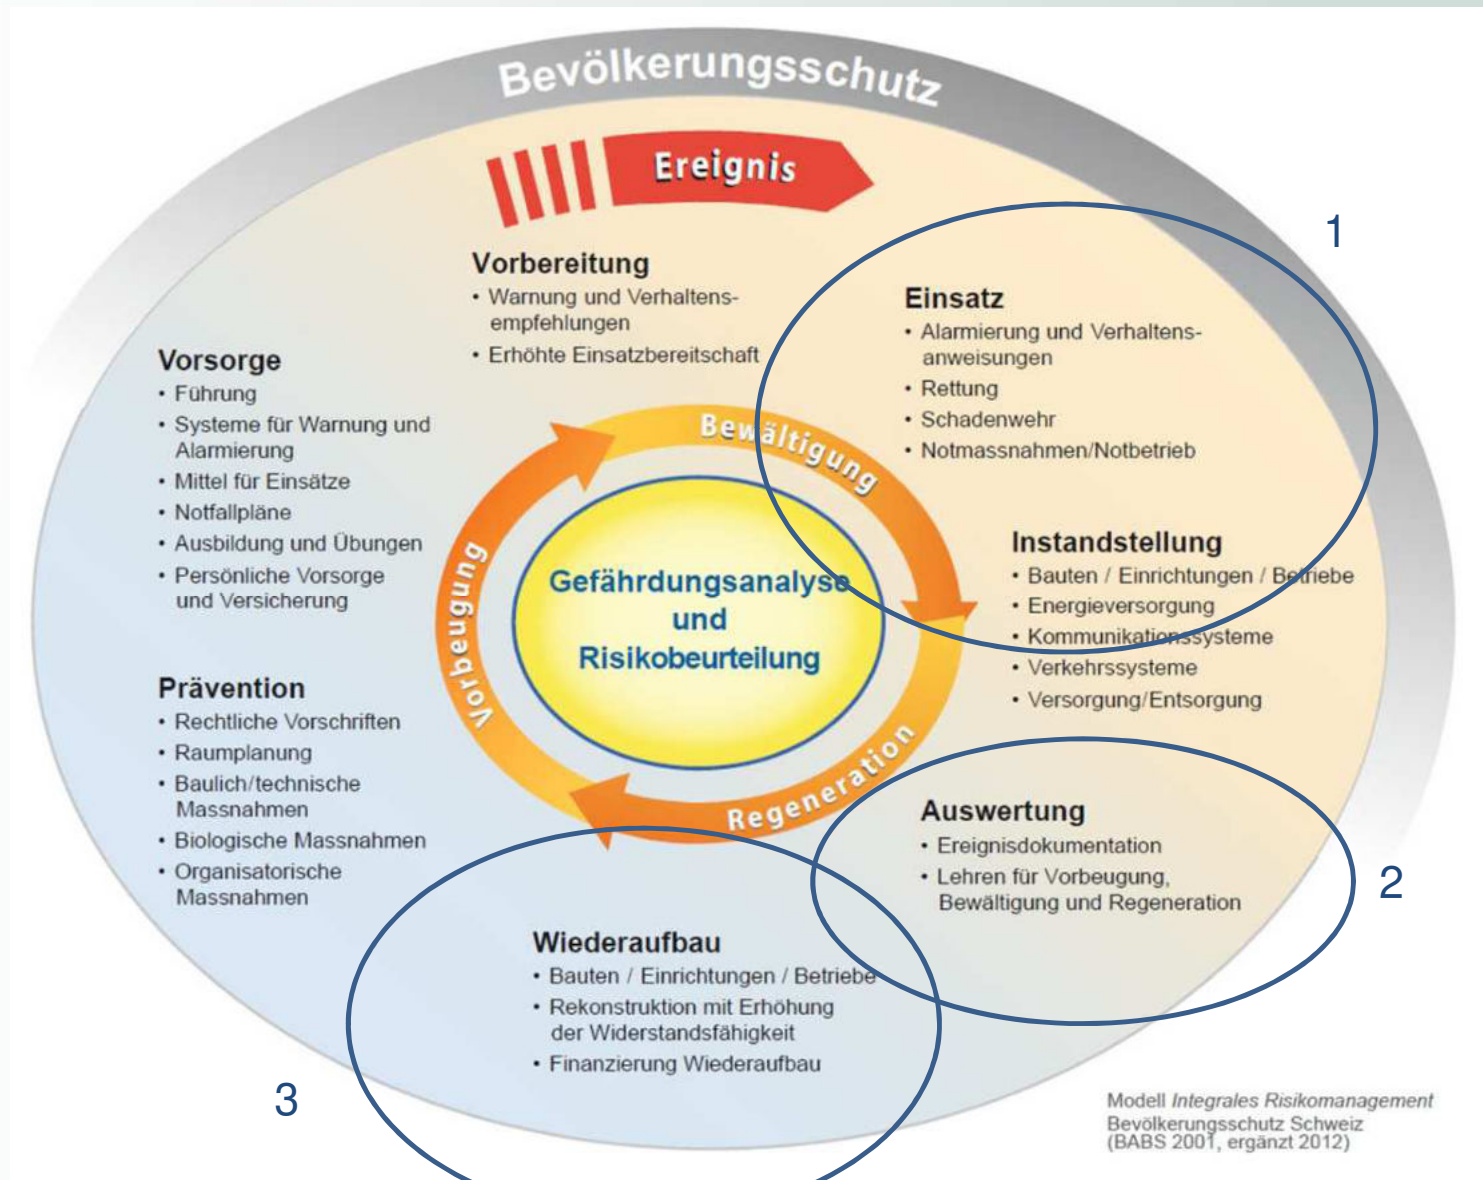 Bevölkerungsschutz
Ereignis
Vorbereitung
• Warnung und Verhaltens-
empfehlungen
• Erhöhte Einsatzbereitschaft
1
Einsatz
• Alarmierung und Verhaltens-
anweisungen
• Rettung
• Schadenwehr
• Notmassnahmen/Notbetrieb
Vorsorge
• Führung
• Systeme für Warnung und
Alarmierung
• Mittel für Einsätze
• Notfallpläne
• Ausbildung und Übungen
• Persönliche Vorsorge
und Versicherung
Bewältigung
Vorbeugung
Regeneration
Gefährdungsanalyse
und
Risikobeurteilung
Instandstellung
• Bauten / Einrichtungen / Betriebe
• Energieversorgung
• Kommunikationssysteme
• Verkehrssysteme
• Versorgung/Entsorgung
Prävention
• Rechtliche Vorschriften
• Raumplanung
• Baulich/technische
Massnahmen
• Biologische Massnahmen
• Organisatorische
Massnahmen
Auswertung
• Ereignisdokumentation
• Lehren für Vorbeugung,
Bewältigung und Regeneration
2
Wiederaufbau
• Bauten / Einrichtungen / Betriebe
• Rekonstruktion mit Erhöhung
der Widerstandsfähigkeit
• Finanzierung Wiederaufbau
3
Modell Integrales Risikomanagement
Bevölkerungsschutz Schweiz
(BABS 2001, ergänzt 2012)